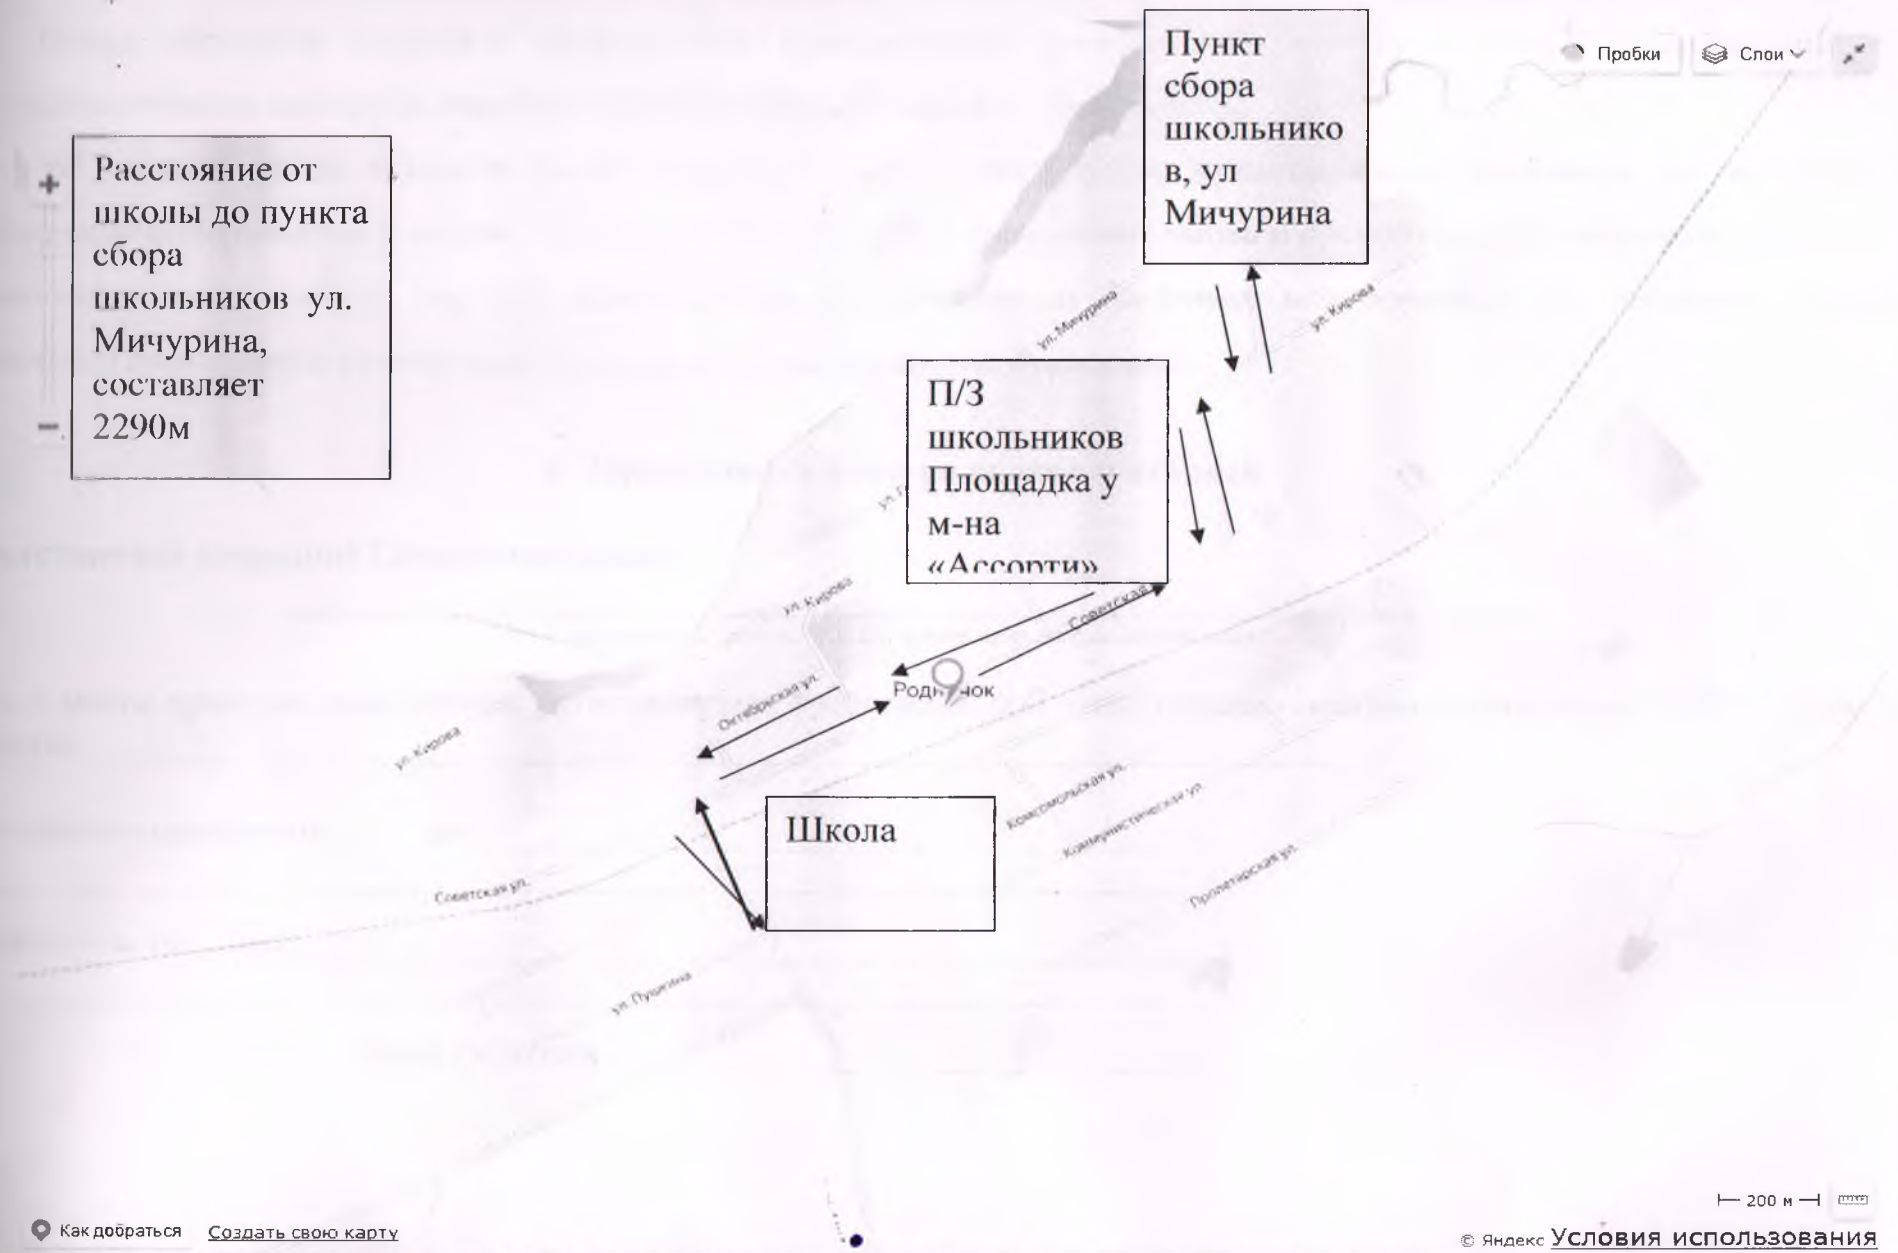 Пункт
сбора
школьнико
в, ул
Мичурина
Пробки
Слои
Расстояние от
школы до пункта
сбора
школьников ул.
Мичурина,
составляет
2290м
ул. Мичурина
ул. Кирова
П/З
школьников
Площадка у
м-на
«Ассорти»
ул. Кирова
Советская
Родничок
Октябрьская ул.
ул. Кирова
Школа
Комсомольская ул.
Коммунистическая ул.
Пролетарская ул.
Советская ул.
ул. Пушкина
200 м
Как добраться
Создать свою карту
© Яндекс Условия использования